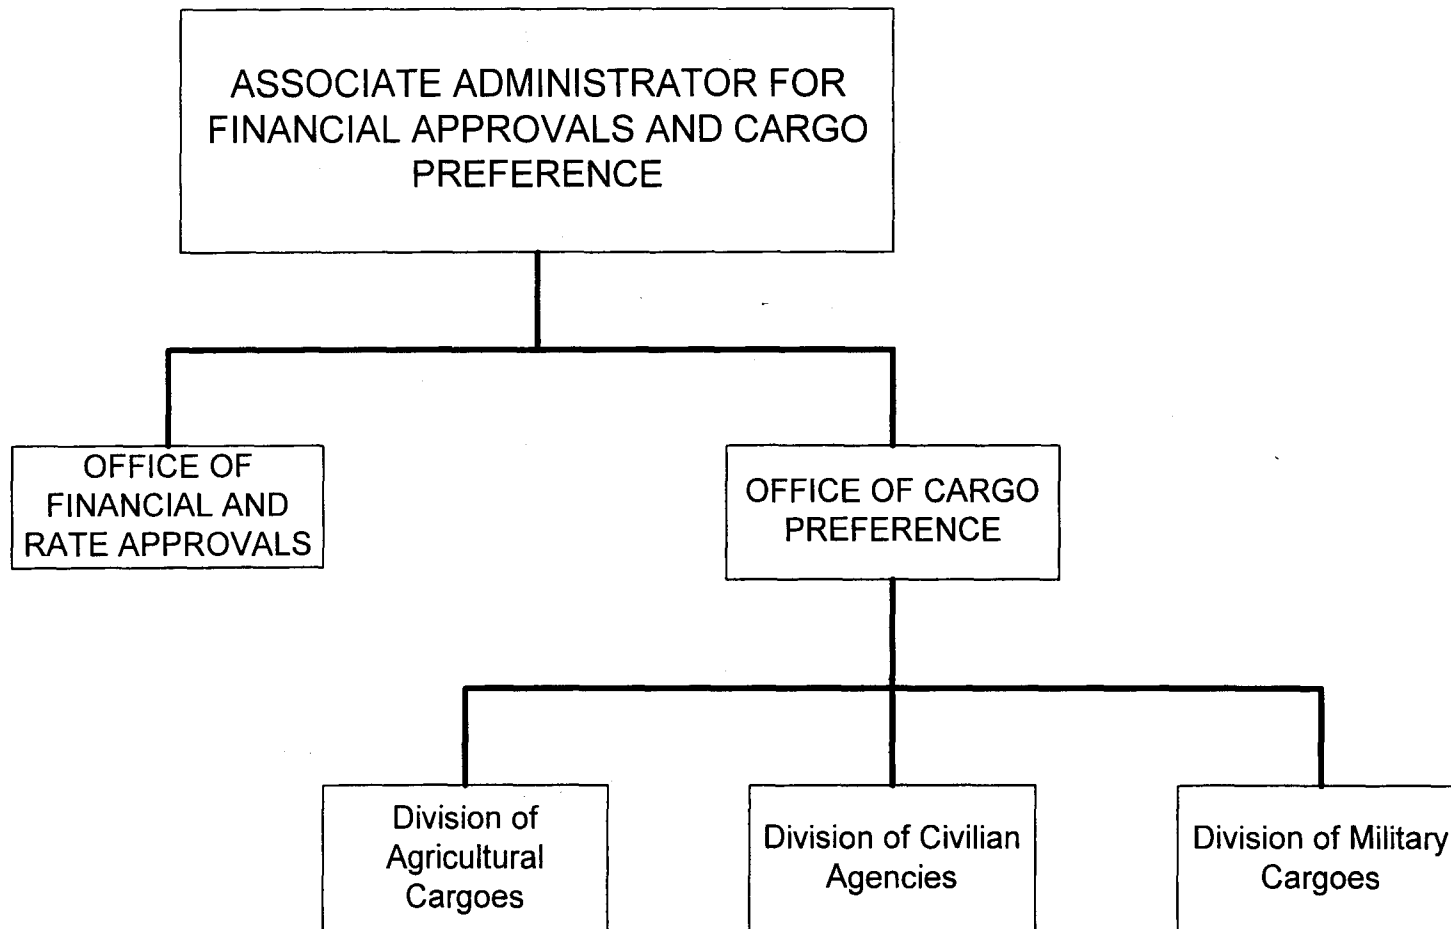 ASSOCIATE ADMINISTRATOR FOR
FINANCIAL APPROVALS AND CARGO
PREFERENCE
OFFICE OF
FINANCIAL AND
RATE APPROVALS
OFFICE OF CARGO
PREFERENCE
Division of
Agricultural
Cargoes
Division of Civilian
Agencies
Division of Military
Cargoes